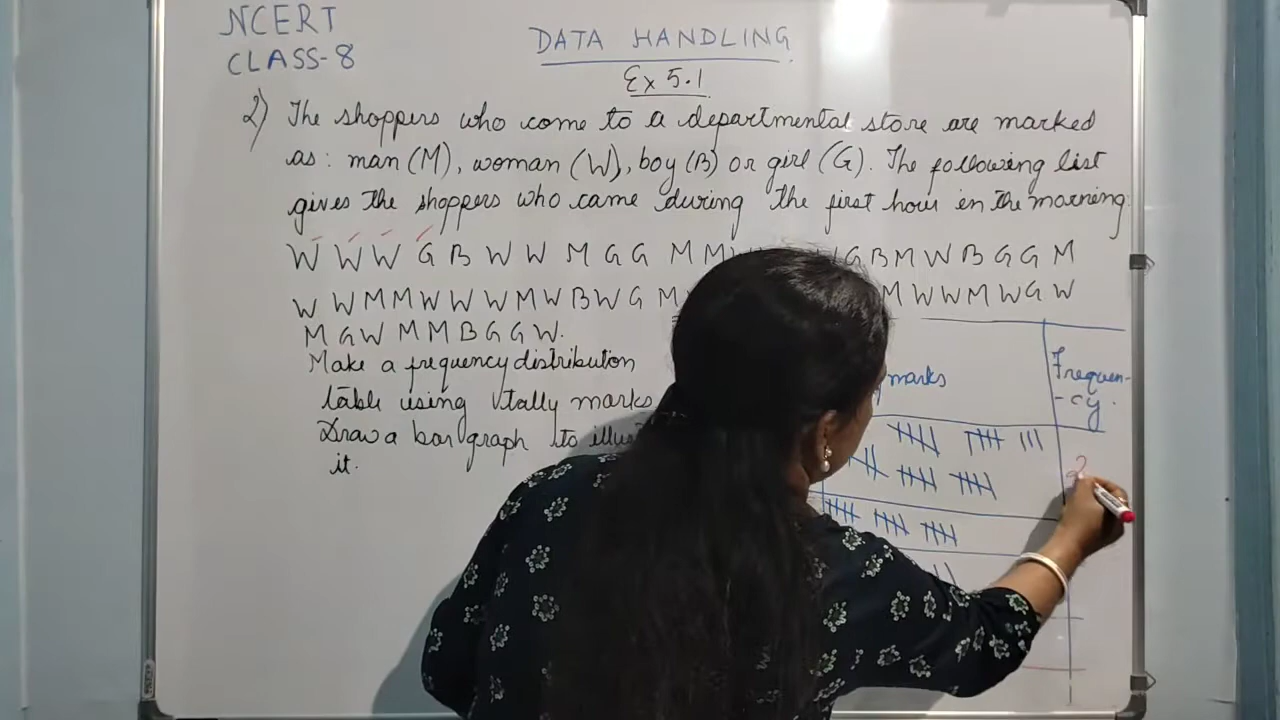 NCERT
CLASS-8
DATA HANDLING
Ex 5.1
2) The shoppers who come to a departmental store are marked
as: man (M), woman (W), boy (B) or girl (G). The following list
gives the shoppers who came during the first hour in the morning
W W W G B W W M G G M M G B M W B G G M
W W M M W W W M W B W G M M W W M W G W
M G W M M B G G W.
Make a frequency distribution
table using tally marks
Draw a bar graph to
it.
marks
Frequen-
-cy.